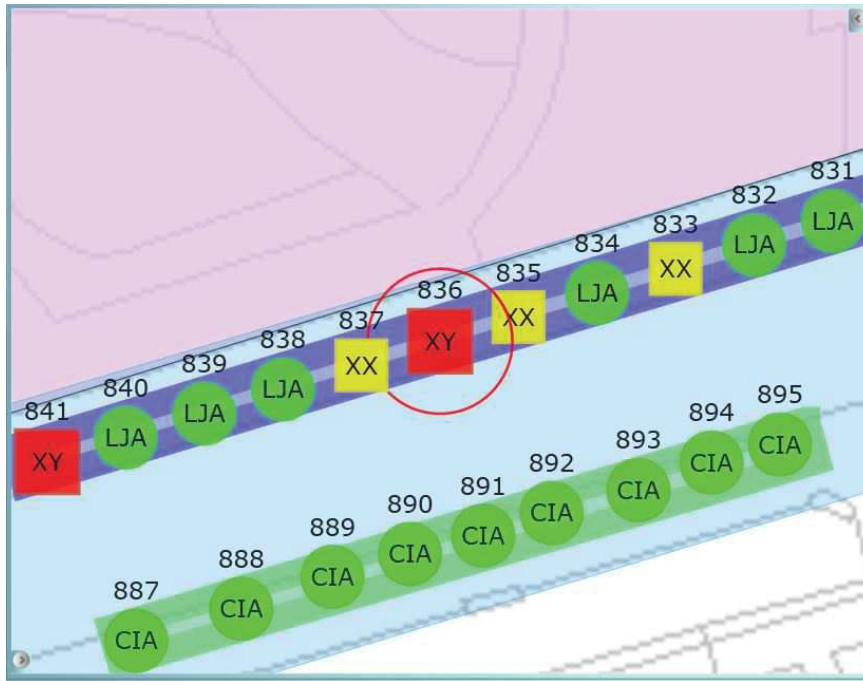 831
LJA
832
LJA
833
XX
834
LJA
835
XX
836
XY
837
XX
838
LJA
839
LJA
840
LJA
841
XY
895
CIA
894
CIA
893
CIA
892
CIA
891
CIA
890
CIA
889
CIA
888
CIA
887
CIA